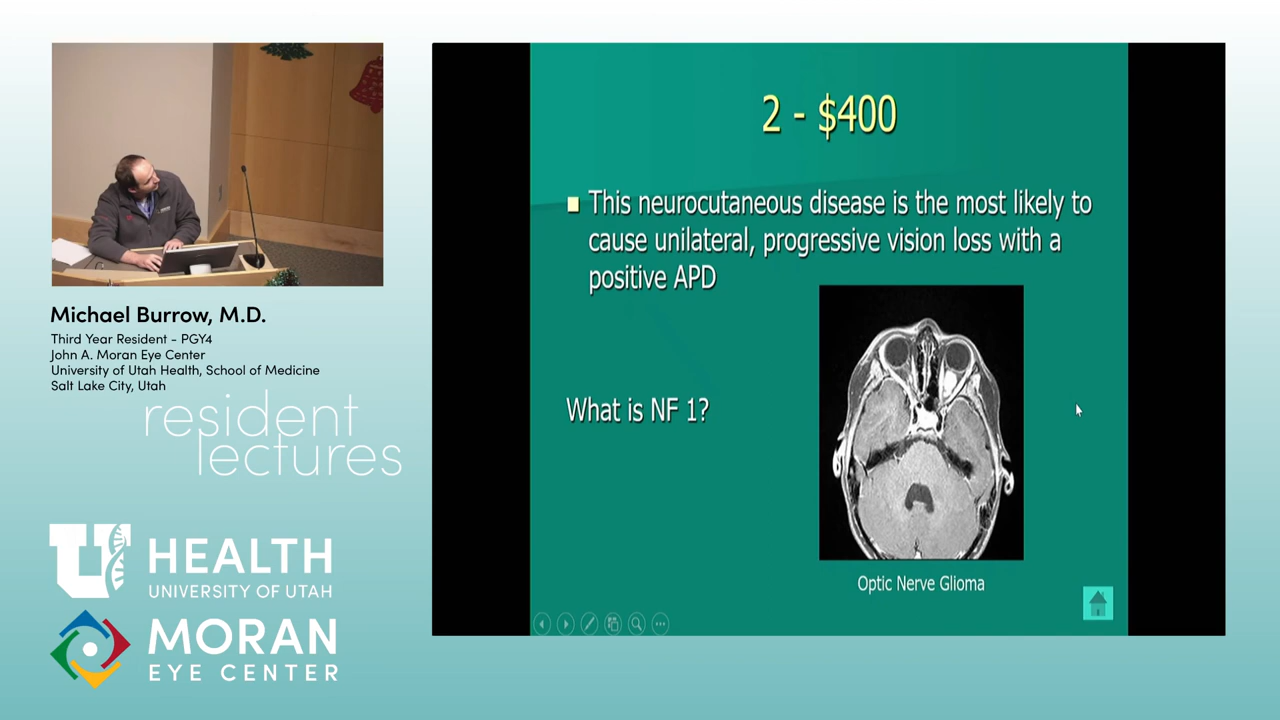 Michael Burrow, M.D.
Third Year Resident - PGY4
John A. Moran Eye Center
University of Utah Health, School of Medicine
Salt Lake City, Utah
resident
lectures
U
HEALTH
UNIVERSITY OF UTAH
MORAN
EYE CENTER
2 - $400
This neurocutaneous disease is the most likely to
cause unilateral, progressive vision loss with a
positive APD
What is NF 1?
Optic Nerve Glioma